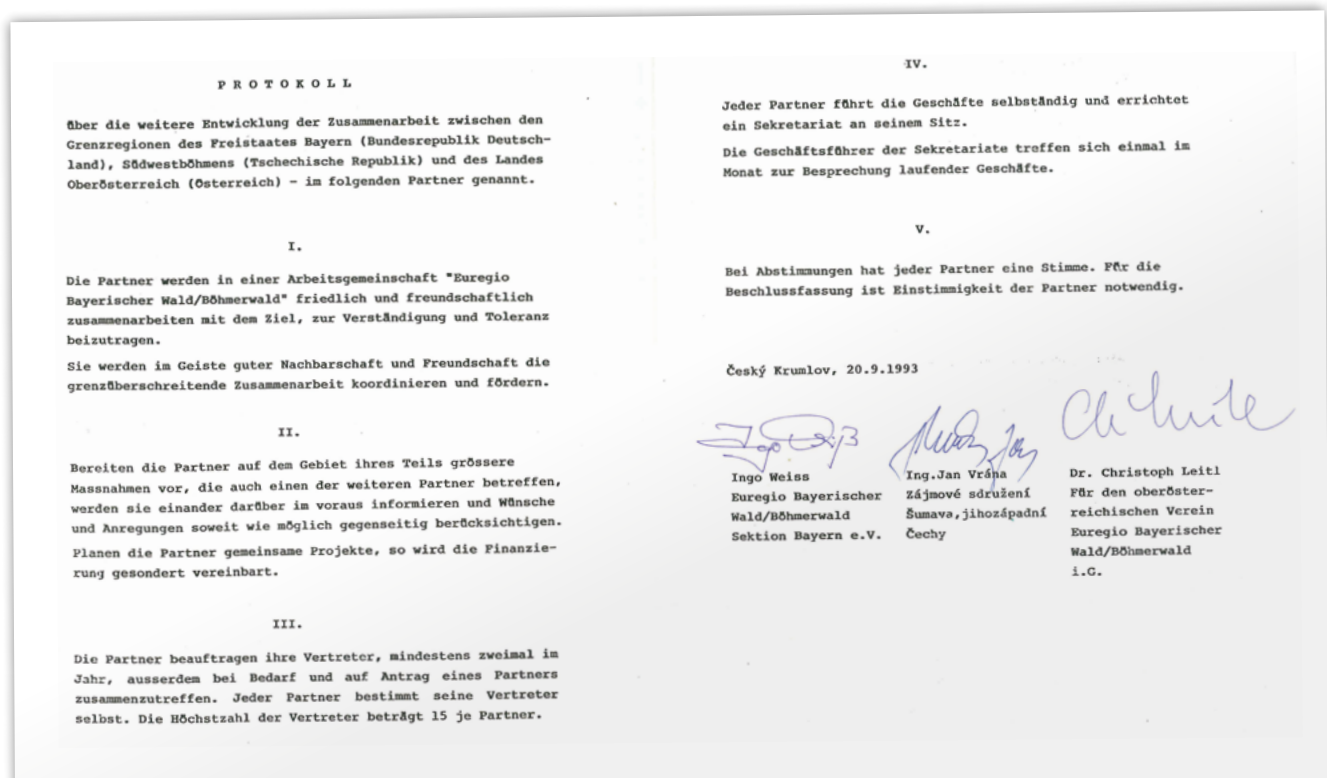 PROTOKOLL
über die weitere Entwicklung der Zusammenarbeit zwischen den
Grenzregionen des Freistaates Bayern (Bundesrepublik Deutsch-
land), Südwestböhmens (Tschechische Republik) und des Landes
Oberösterreich (Österreich) - im folgenden Partner genannt.
I.
Die Partner werden in einer Arbeitsgemeinschaft "Euregio
Bayerischer Wald/Böhmerwald" friedlich und freundschaftlich
zusammenarbeiten mit dem Ziel, zur Verständigung und Toleranz
beizutragen.
Sie werden im Geiste guter Nachbarschaft und Freundschaft die
grenzüberschreitende Zusammenarbeit koordinieren und fördern.
II.
Bereiten die Partner auf dem Gebiet ihres Teils grössere
Massnahmen vor, die auch einen der weiteren Partner betreffen,
werden sie einander darüber im voraus informieren und Wünsche
und Anregungen soweit wie möglich gegenseitig berücksichtigen.
Planen die Partner gemeinsame Projekte, so wird die Finanzie-
rung gesondert vereinbart.
III.
Die Partner beauftragen ihre Vertreter, mindestens zweimal im
Jahr, ausserdem bei Bedarf und auf Antrag eines Partners
zusammenzutreffen. Jeder Partner bestimmt seine Vertreter
selbst. Die Höchstzahl der Vertreter beträgt 15 je Partner.
IV.
Jeder Partner führt die Geschäfte selbständig und errichtet
ein Sekretariat an seinem Sitz.
Die Geschäftsführer der Sekretariate treffen sich einmal im
Monat zur Besprechung laufender Geschäfte.
V.
Bei Abstimmungen hat jeder Partner eine Stimme. Für die
Beschlussfassung ist Einstimmigkeit der Partner notwendig.
Český Krumlov, 20.9.1993
Ingo Weiss
Euregio Bayerischer
Wald/Böhmerwald
Sektion Bayern e.V.
Ing.Jan Vrána
Zájmové sdružení
Šumava,jihozápadní
Čechy
Dr. Christoph Leitl
Für den oberöster-
reichischen Verein
Euregio Bayerischer
Wald/Böhmerwald
i.G.